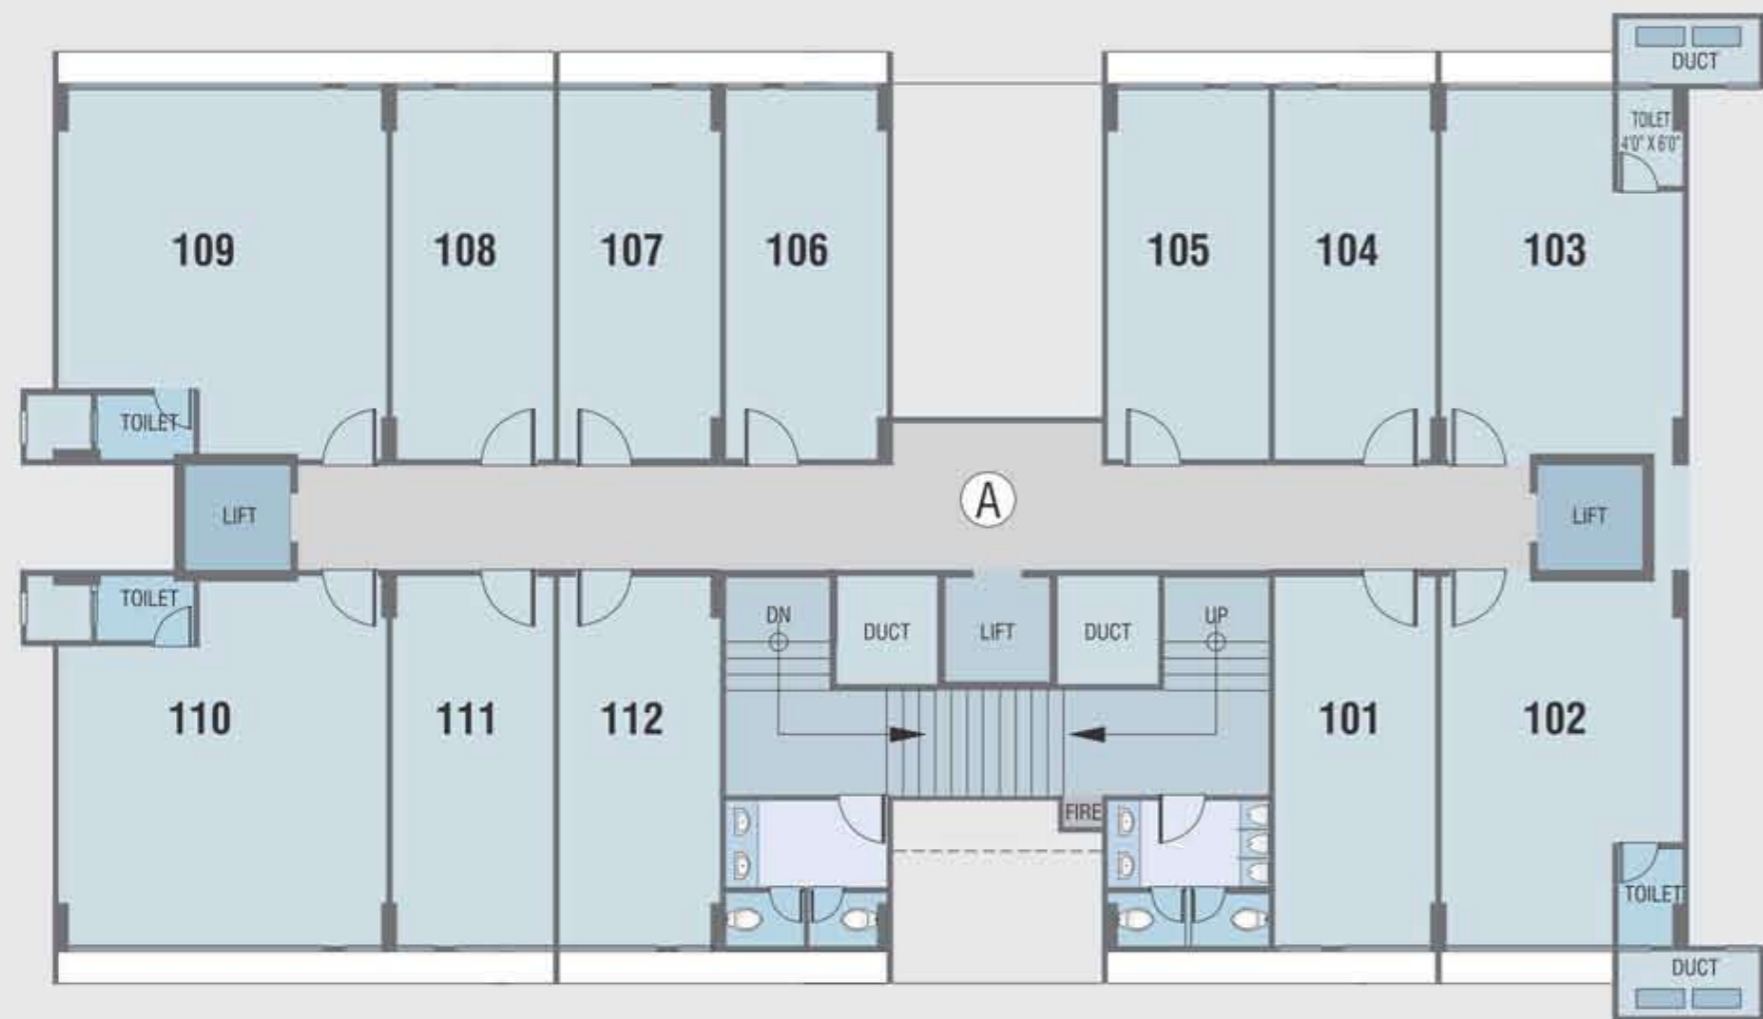 DUCT
TOILET
4'0" X 6'0"
109
108
107
106
105
104
103
TOILET
A
LIFT
LIFT
TOILET
DN
DUCT
LIFT
DUCT
UP
110
111
112
101
102
FIRE
TOILET
DUCT